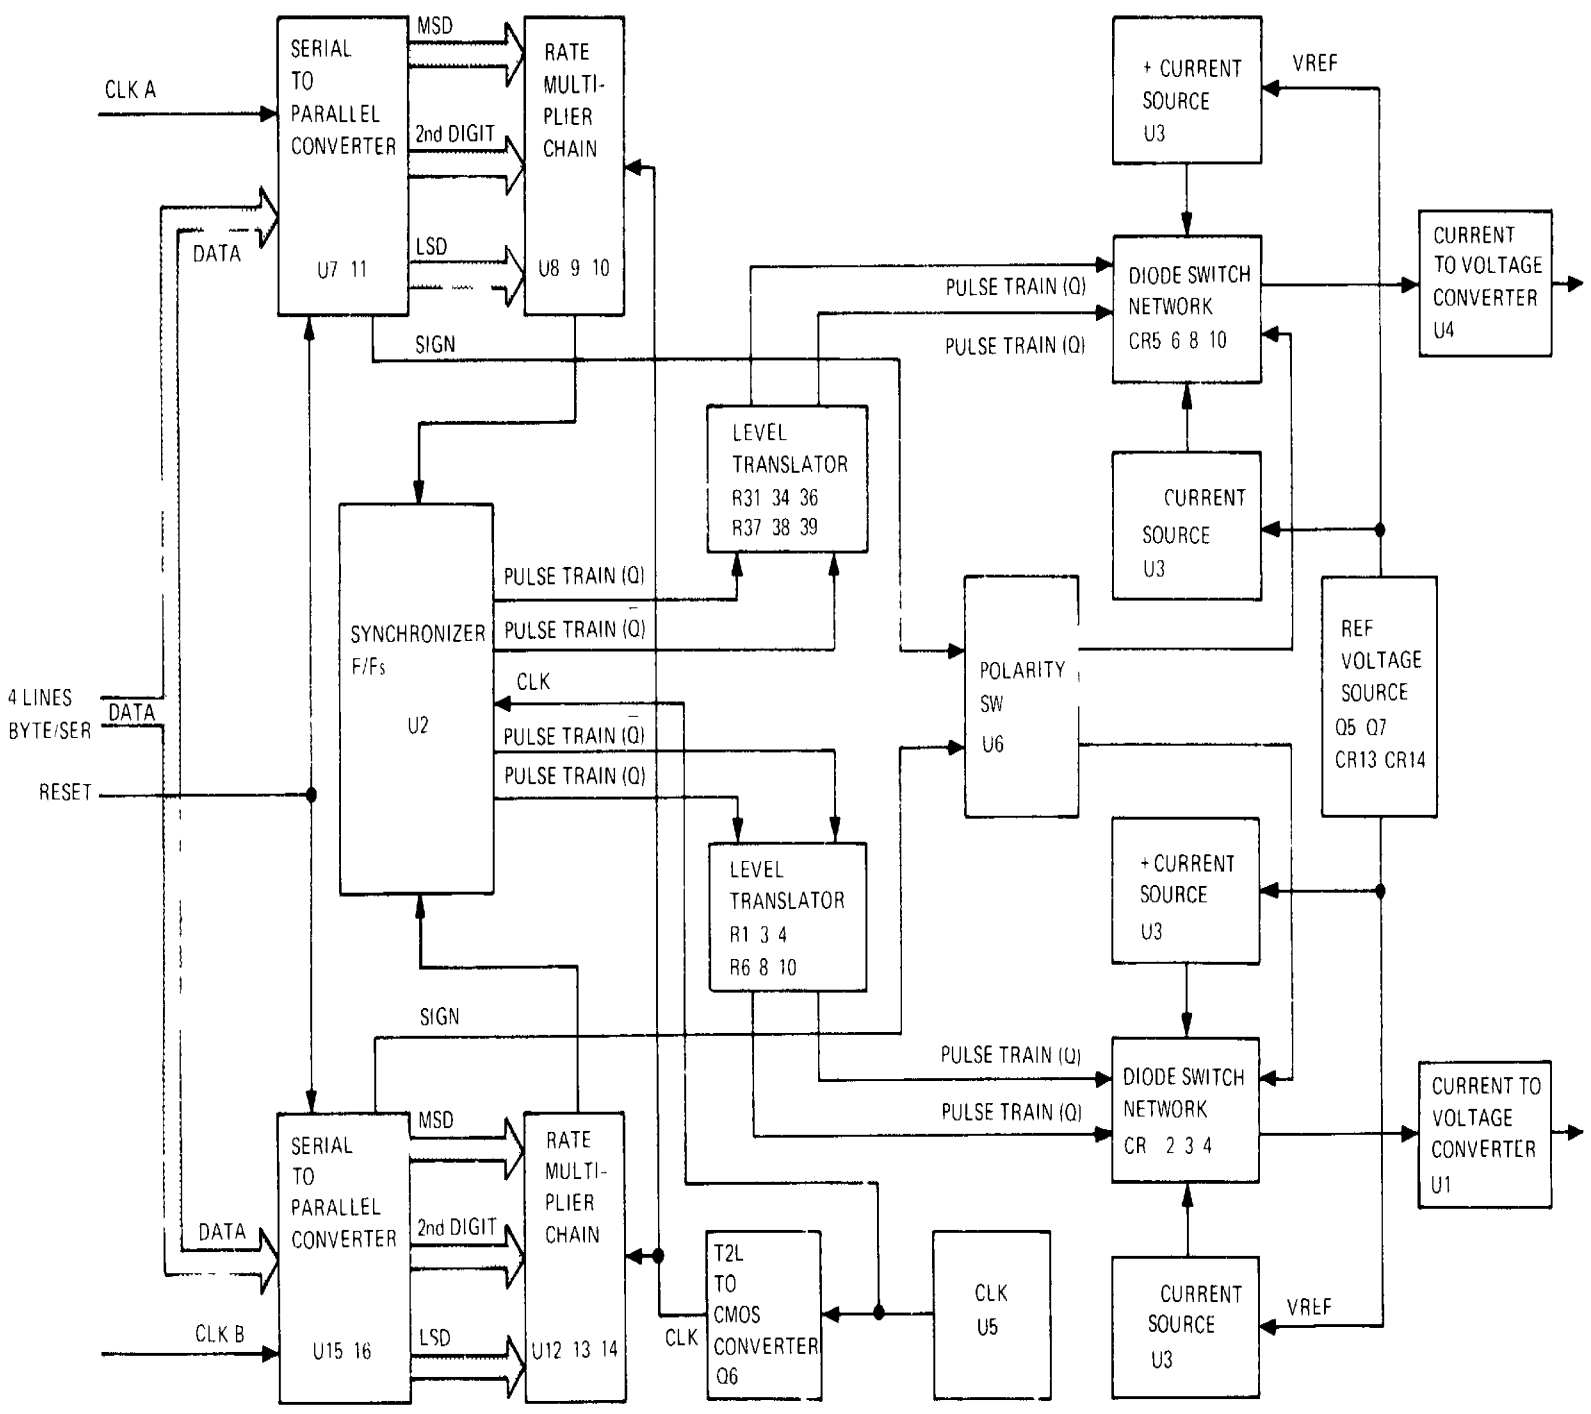 CLK A
SERIAL
TO
PARALLEL
CONVERTER
U7 11
MSD
2nd DIGIT
LSD
RATE
MULTI-
PLIER
CHAIN
U8 9 10
DATA
SIGN
+ CURRENT
SOURCE
U3
VREF
PULSE TRAIN (Q)
PULSE TRAIN (Q)
DIODE SWITCH
NETWORK
CR5 6 8 10
CURRENT
TO VOLTAGE
CONVERTER
U4
LEVEL
TRANSLATOR
R31 34 36
R37 38 39
CURRENT
SOURCE
U3
SYNCHRONIZER
F/Fs
U2
PULSE TRAIN (Q)
PULSE TRAIN (Q̅)
CLK
PULSE TRAIN (Q̅)
PULSE TRAIN (Q)
POLARITY
SW
U6
REF
VOLTAGE
SOURCE
Q5 Q7
CR13 CR14
4 LINES
BYTE/SER
DATA
RESET
LEVEL
TRANSLATOR
R1 3 4
R6 8 10
+ CURRENT
SOURCE
U3
SIGN
PULSE TRAIN (Q)
PULSE TRAIN (Q)
DIODE SWITCH
NETWORK
CR 2 3 4
CURRENT TO
VOLTAGE
CONVERTER
U1
DATA
CLK B
SERIAL
TO
PARALLEL
CONVERTER
U15 16
MSD
2nd DIGIT
LSD
RATE
MULTI-
PLIER
CHAIN
U12 13 14
CLK
T2L
TO
CMOS
CONVERTER
Q6
CLK
U5
CURRENT
SOURCE
U3
VREF